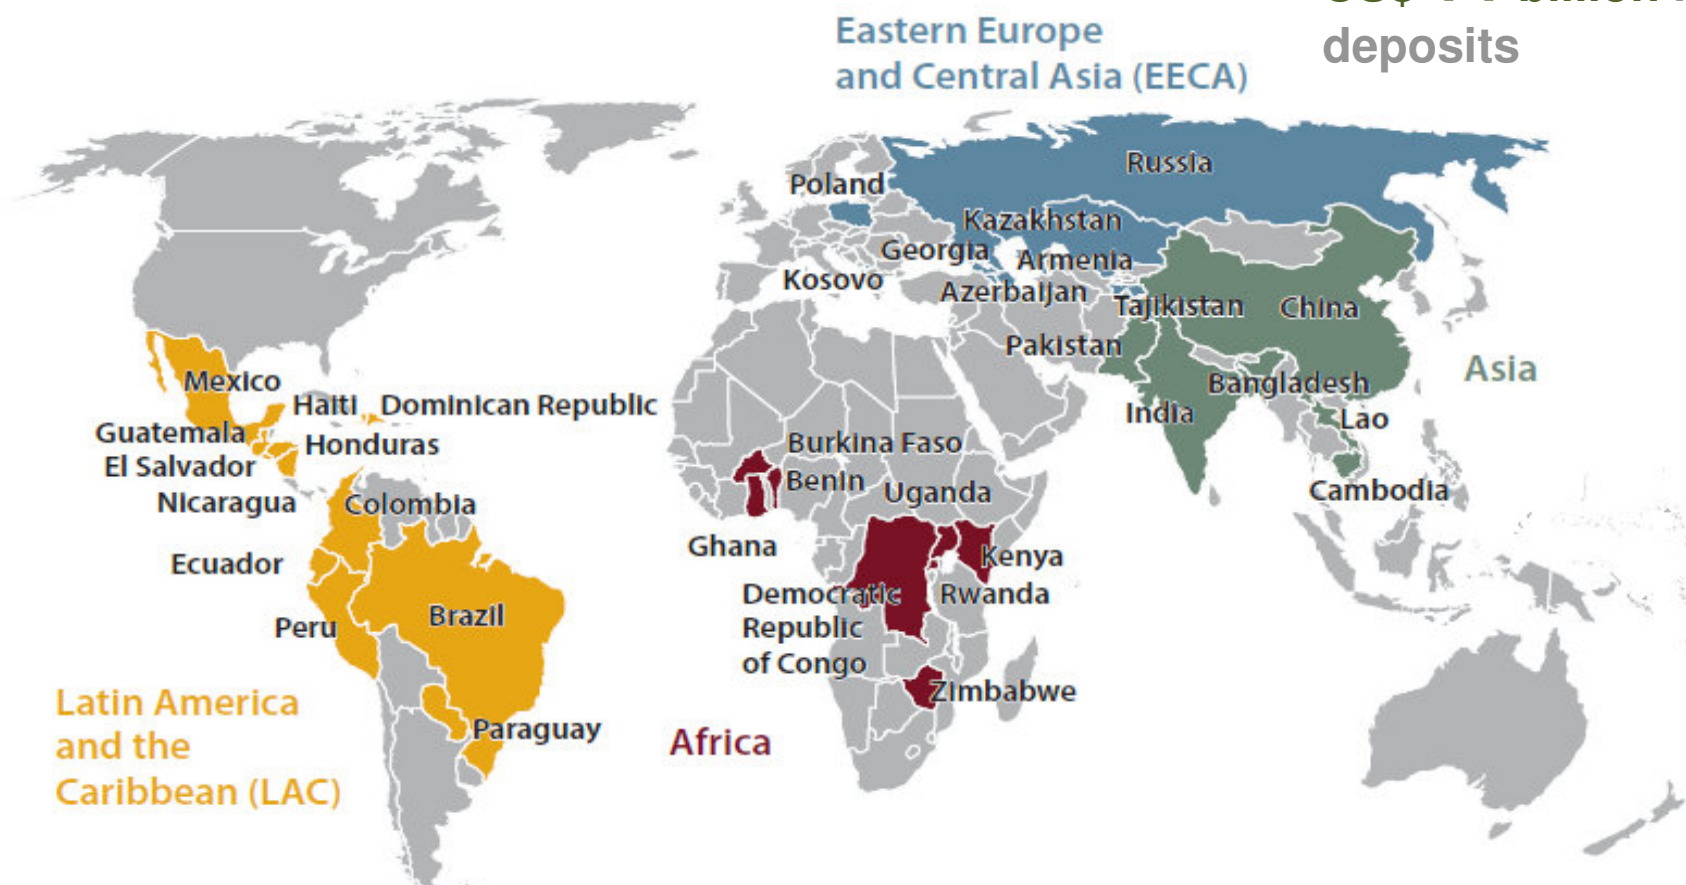 deposits
Eastern Europe
and Central Asia (EECA)
Russia
Poland
Kazakhstan
Georgia
Armenia
Kosovo
Azerbaijan
Tajikistan
China
Pakistan
Asia
Mexico
Bangladesh
Haiti
Dominican Republic
India
Lao
Guatemala
Honduras
Burkina Faso
El Salvador
Benin
Uganda
Cambodia
Nicaragua
Colombia
Ghana
Kenya
Ecuador
Democratic
Republic
of Congo
Rwanda
Brazil
Peru
Zimbabwe
Latin America
and the
Caribbean (LAC)
Paraguay
Africa